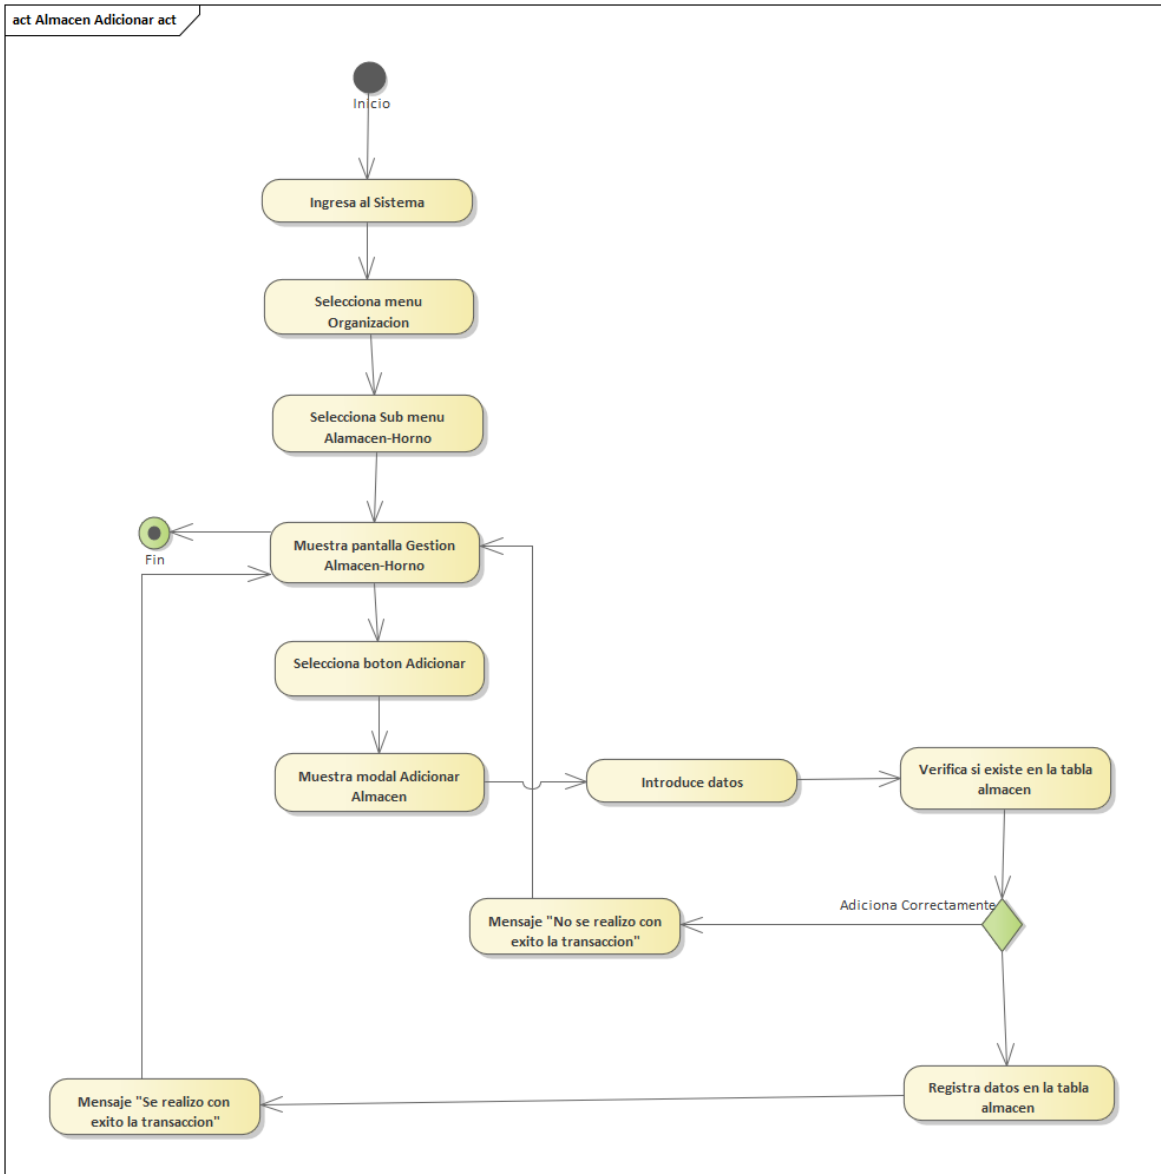 act Almacen Adicionar act
Inicio
Ingresa al Sistema
Selecciona menu
Organizacion
Selecciona Sub menu
Alamacen-Horno
Muestra pantalla Gestion
Almacen-Horno
Fin
Selecciona boton Adicionar
Muestra modal Adicionar
Almacen
Introduce datos
Verifica si existe en la tabla
almacen
Adiciona Correctamente
Mensaje "No se realizo con
exito la transaccion"
Registra datos en la tabla
almacen
Mensaje "Se realizo con
exito la transaccion"